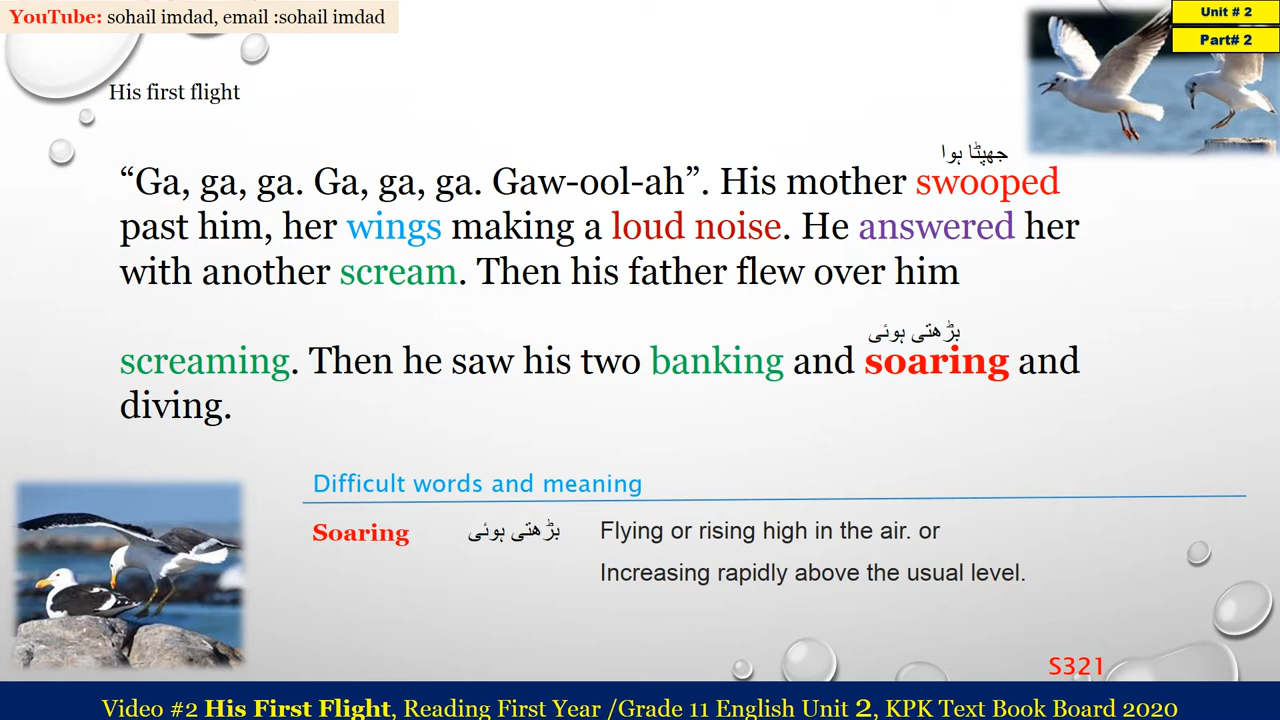 YouTube: sohail imdad, email :sohail imdad
Unit # 2
Part# 2
His first flight
جھپٹا ہوا
“Ga, ga, ga. Ga, ga, ga. Gaw-ool-ah”. His mother swooped
past him, her wings making a loud noise. He answered her
with another scream. Then his father flew over him
بڑھتی ہوئی
screaming. Then he saw his two banking and soaring and
diving.
Difficult words and meaning
Soaring بڑھتی ہوئی Flying or rising high in the air. or
Increasing rapidly above the usual level.
S321
Video #2 His First Flight, Reading First Year /Grade 11 English Unit 2, KPK Text Book Board 2020